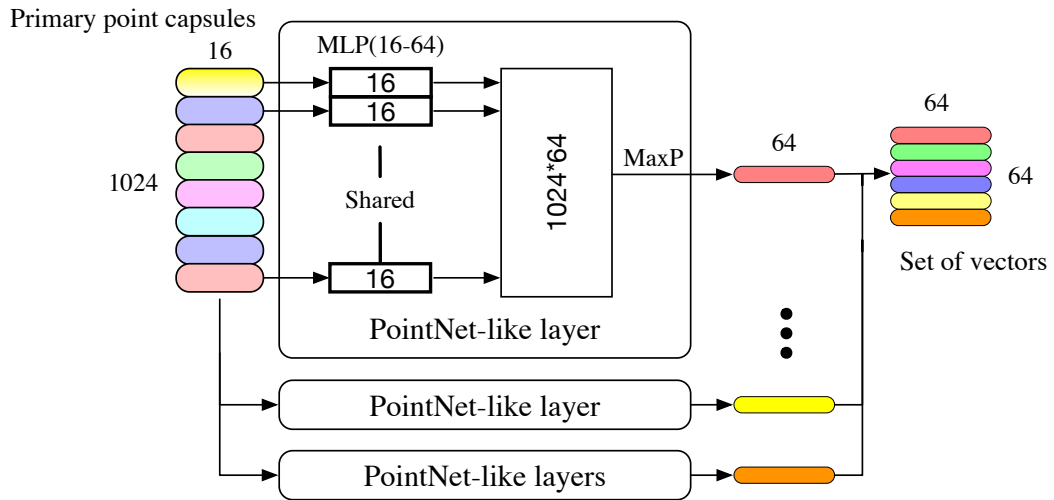 Primary point capsules
16
1024
MLP(16-64)
16
16
Shared
16
1024*64
PointNet-like layer
MaxP
64
64
64
Set of vectors
PointNet-like layer
PointNet-like layers